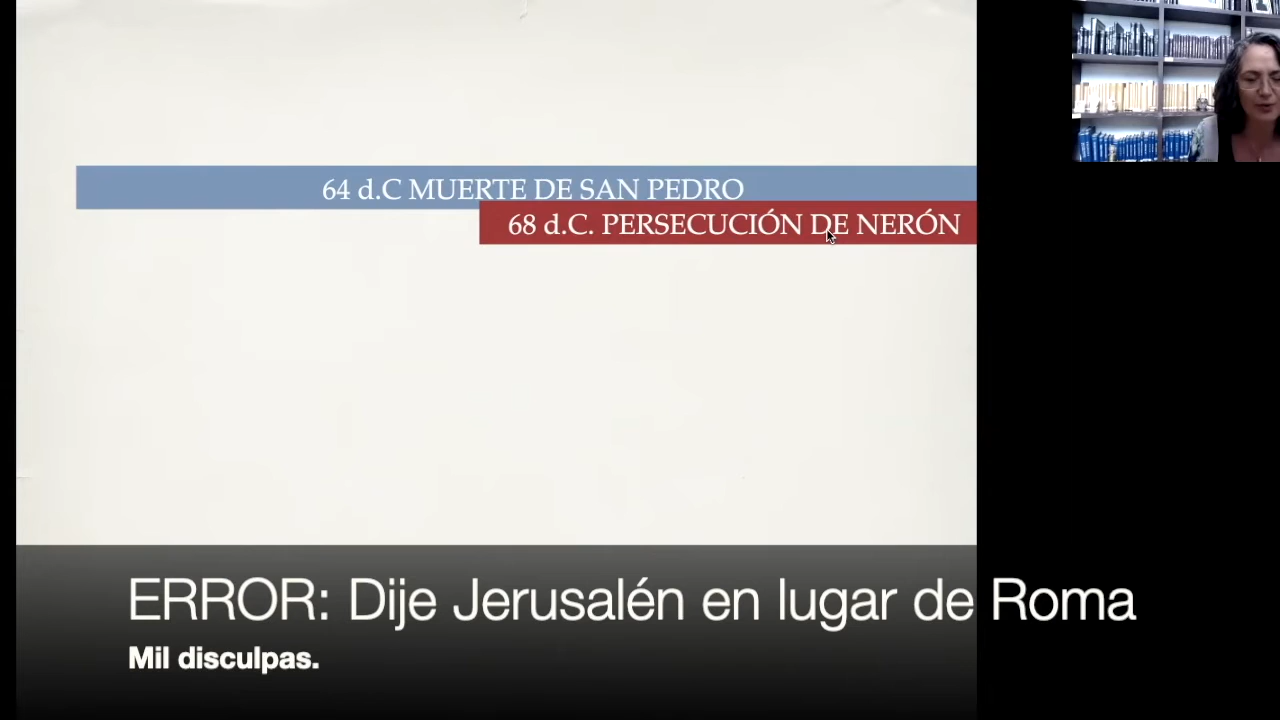 64 d.C MUERTE DE SAN PEDRO
68 d.C. PERSECUCIÓN DE NERÓN
ERROR: Dije Jerusalén en lugar de Roma
Mil disculpas.